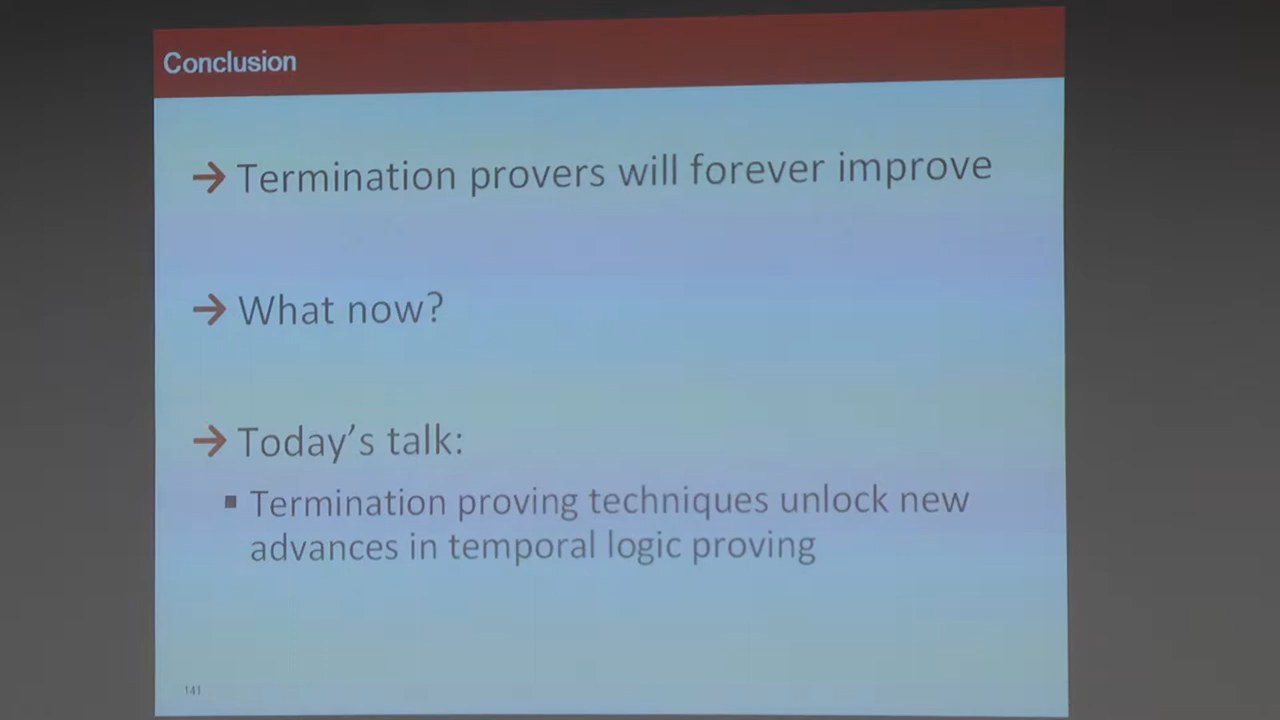 Conclusion
→ Termination provers will forever improve
→ What now?
→ Today's talk:
▪ Termination proving techniques unlock new
advances in temporal logic proving
141